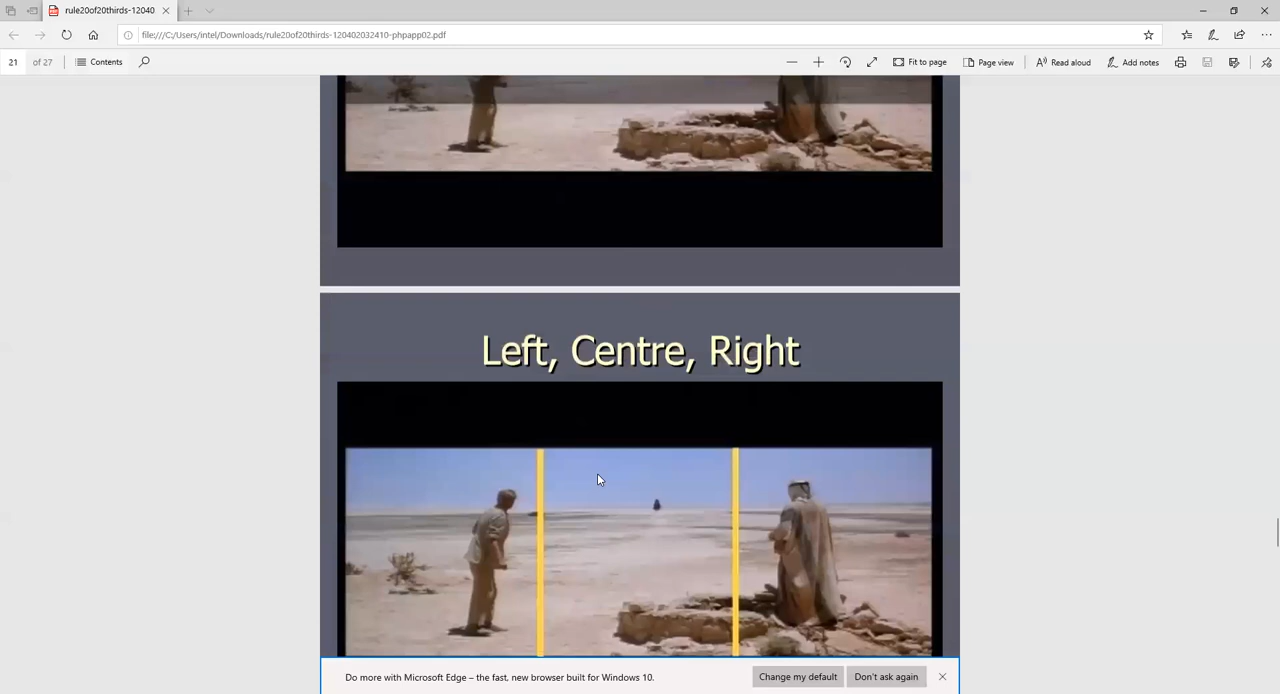 rule20of20thirds-12040
file:///C:/Users/intel/Downloads/rule20of20thirds-120402032410-phpapp02.pdf
21 of 27 Contents Fit to page Page view Read aloud Add notes
Left, Centre, Right
Do more with Microsoft Edge – the fast, new browser built for Windows 10. Change my default Don't ask again